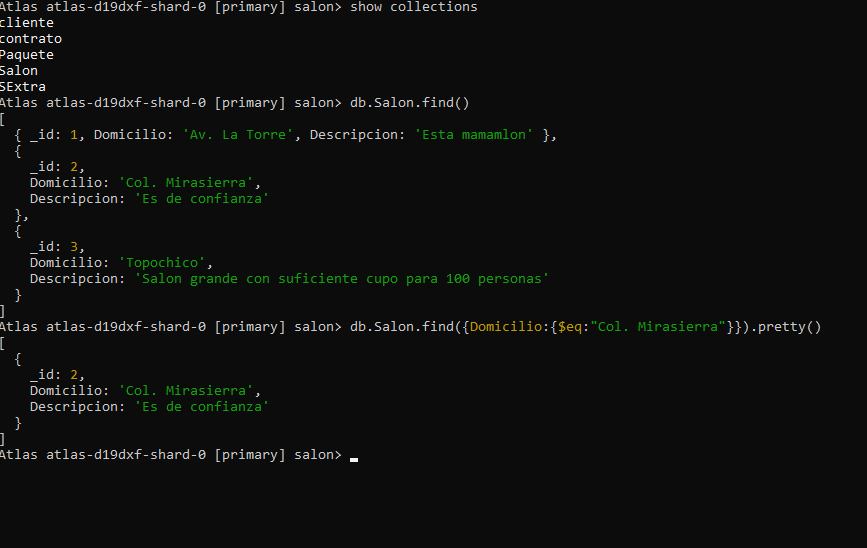 Atlas atlas-d19dxf-shard-0 [primary] salon> show collections
cliente
contrato
Paquete
Salon
SExtra
Atlas atlas-d19dxf-shard-0 [primary] salon> db.Salon.find()
[
  { _id: 1, Domicilio: 'Av. La Torre', Descripcion: 'Esta mamamlon' },
  {
    _id: 2,
    Domicilio: 'Col. Mirasierra',
    Descripcion: 'Es de confianza'
  },
  {
    _id: 3,
    Domicilio: 'Topochico',
    Descripcion: 'Salon grande con suficiente cupo para 100 personas'
  }
]
Atlas atlas-d19dxf-shard-0 [primary] salon> db.Salon.find({Domicilio:{$eq:"Col. Mirasierra"}}).pretty()
[
  {
    _id: 2,
    Domicilio: 'Col. Mirasierra',
    Descripcion: 'Es de confianza'
  }
]
Atlas atlas-d19dxf-shard-0 [primary] salon>